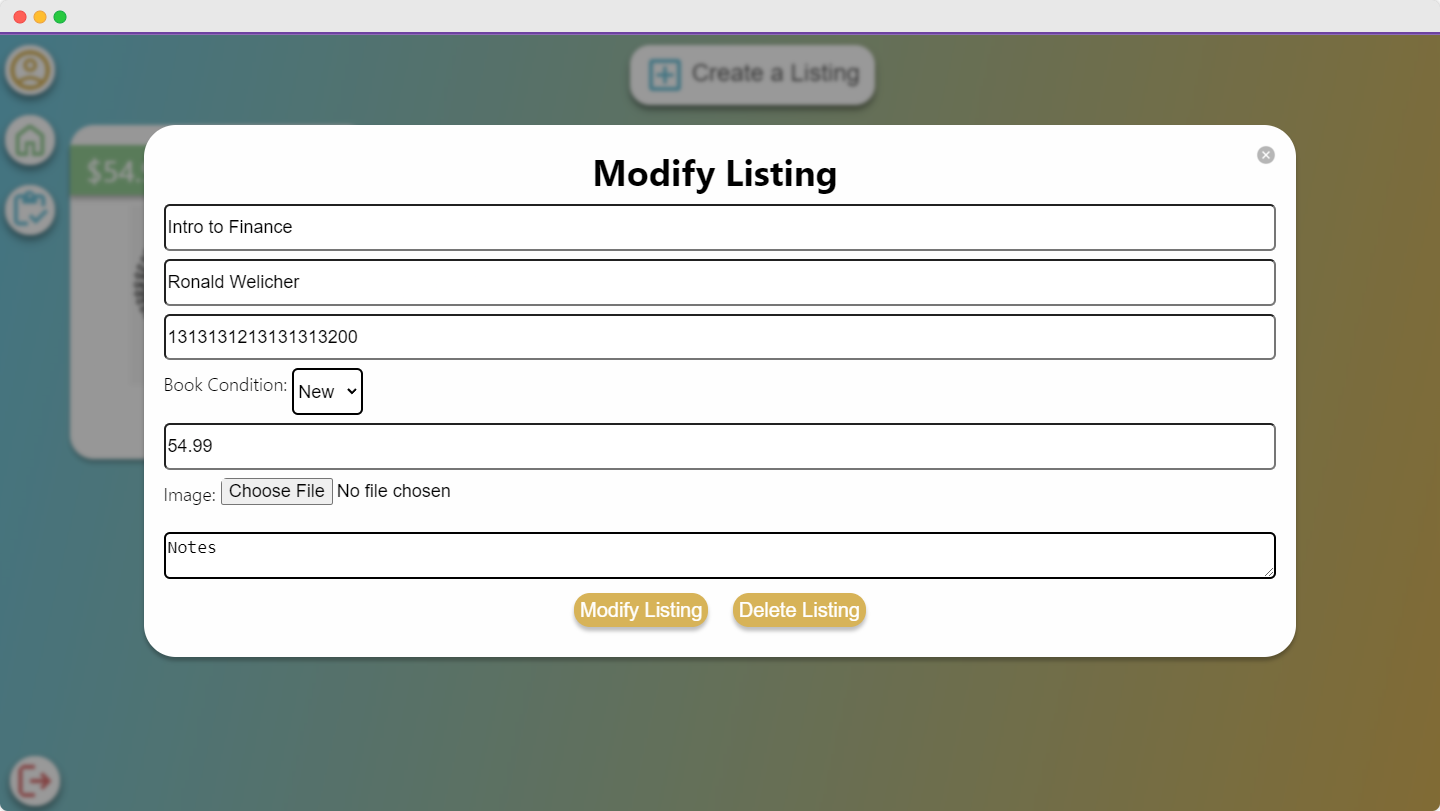 Create a Listing
$54.
Modify Listing
Intro to Finance
Ronald Welicher
1313131213131313200
Book Condition: New
54.99
Image: Choose File No file chosen
Notes
Modify Listing Delete Listing